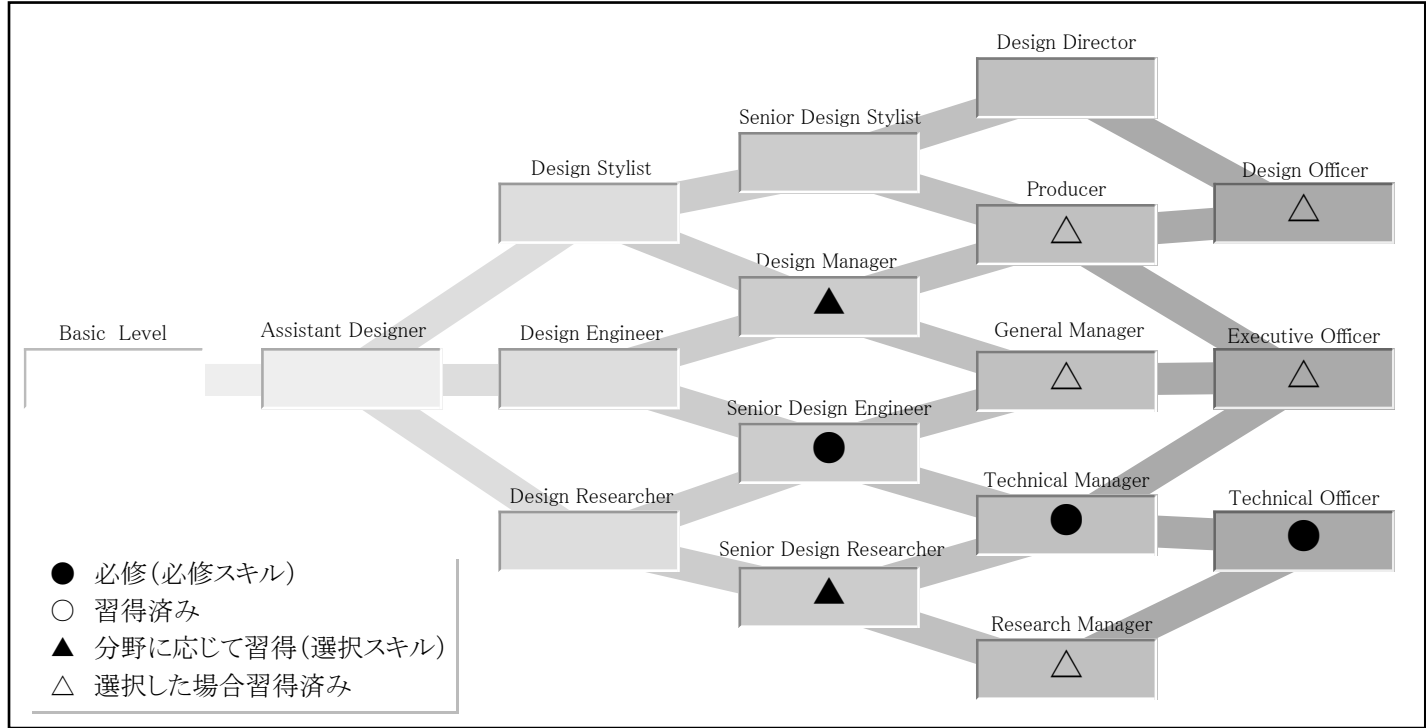 Design Director
Senior Design Stylist
Design Stylist
Producer
Design Officer
Design Manager
Basic Level
Assistant Designer
Design Engineer
General Manager
Executive Officer
Senior Design Engineer
Design Researcher
Technical Manager
Technical Officer
Senior Design Researcher
Research Manager
● 必修(必修スキル)
○ 習得済み
▲ 分野に応じて習得(選択スキル)
△ 選択した場合習得済み